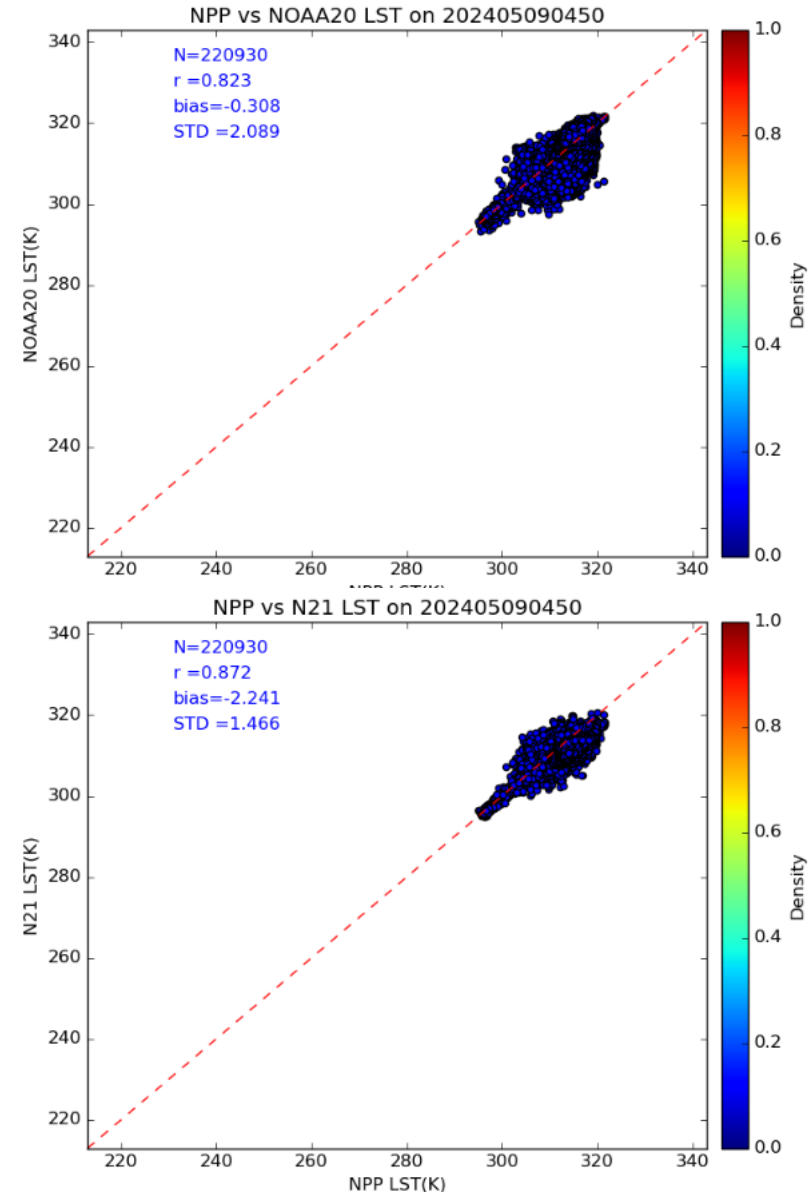 NPP vs NOAA20 LST on 202405090450
N=220930
r =0.823
bias=-0.308
STD =2.089
340
320
300
280
260
240
220
NOAA20 LST(K)
220 240 260 280 300 320 340
NPP LST(K)
1.0
0.8
0.6
0.4
0.2
0.0
Density
NPP vs N21 LST on 202405090450
N=220930
r =0.872
bias=-2.241
STD =1.466
340
320
300
280
260
240
220
N21 LST(K)
220 240 260 280 300 320 340
NPP LST(K)
1.0
0.8
0.6
0.4
0.2
0.0
Density